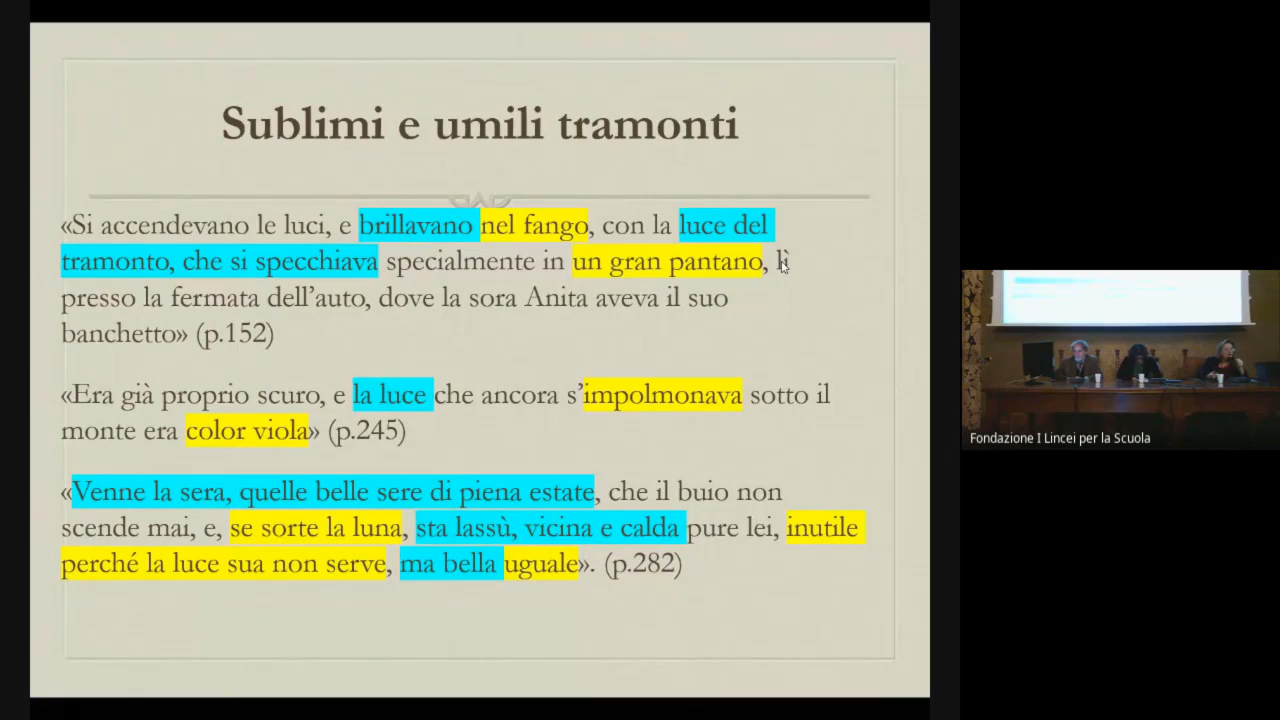 Sublimi e umili tramonti
«Si accendevano le luci, e brillavano nel fango, con la luce del
tramonto, che si specchiava specialmente in un gran pantano, lì
presso la fermata dell’auto, dove la sora Anita aveva il suo
banchetto» (p.152)
«Era già proprio scuro, e la luce che ancora s’impolmonava sotto il
monte era color viola» (p.245)
«Venne la sera, quelle belle sere di piena estate, che il buio non
scende mai, e, se sorte la luna, sta lassù, vicina e calda pure lei, inutile
perché la luce sua non serve, ma bella uguale». (p.282)
Fondazione I Lincei per la Scuola